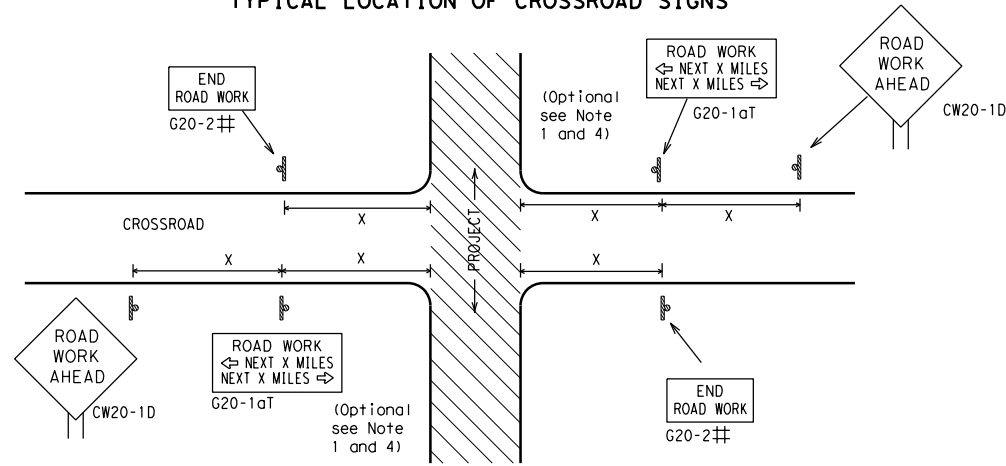 TYPICAL LOCATION OF CROSSROAD SIGNS
END
ROAD WORK
G20-2#
(Optional
see Note
1 and 4)
ROAD WORK
⇦ NEXT X MILES
NEXT X MILES ⇨
G20-1aT
ROAD
WORK
AHEAD
CW20-1D
X
X
X
CROSSROAD
PROJECT
X
X
X
ROAD
WORK
AHEAD
CW20-1D
ROAD WORK
⇦ NEXT X MILES
NEXT X MILES ⇨
G20-1aT
(Optional
see Note
1 and 4)
END
ROAD WORK
G20-2#